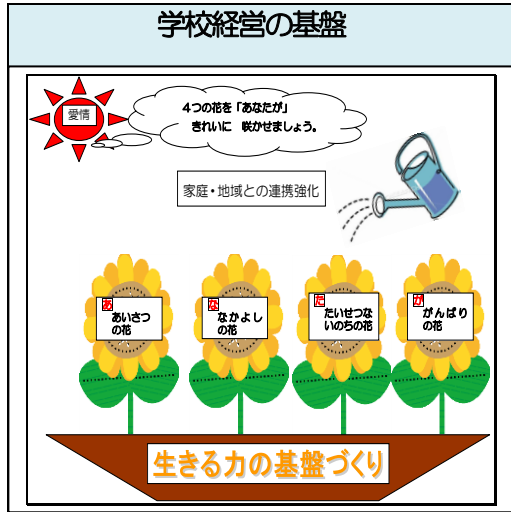 学校経営の基盤
愛情
4つの花を「あなたが」
きれいに 咲かせましょう。
家庭・地域との連携強化
あ
あいさつ
の花
な
なかよし
の花
た
たいせつな
いのちの花
が
がんばり
の花
生きる力の基盤づくり